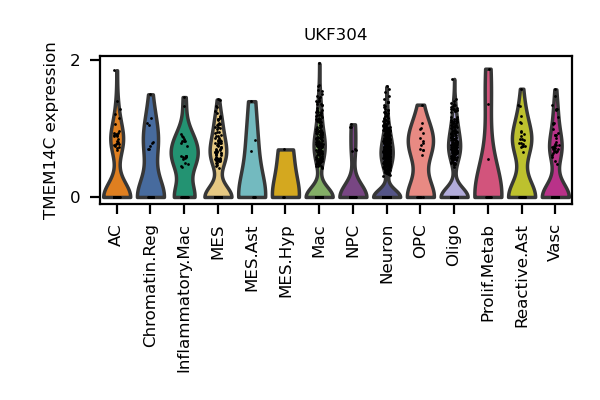 UKF304
TMEM14C expression
2
0
AC
Chromatin.Reg
Inflammatory.Mac
MES
MES.Ast
MES.Hyp
Mac
NPC
Neuron
OPC
Oligo
Prolif.Metab
Reactive.Ast
Vasc